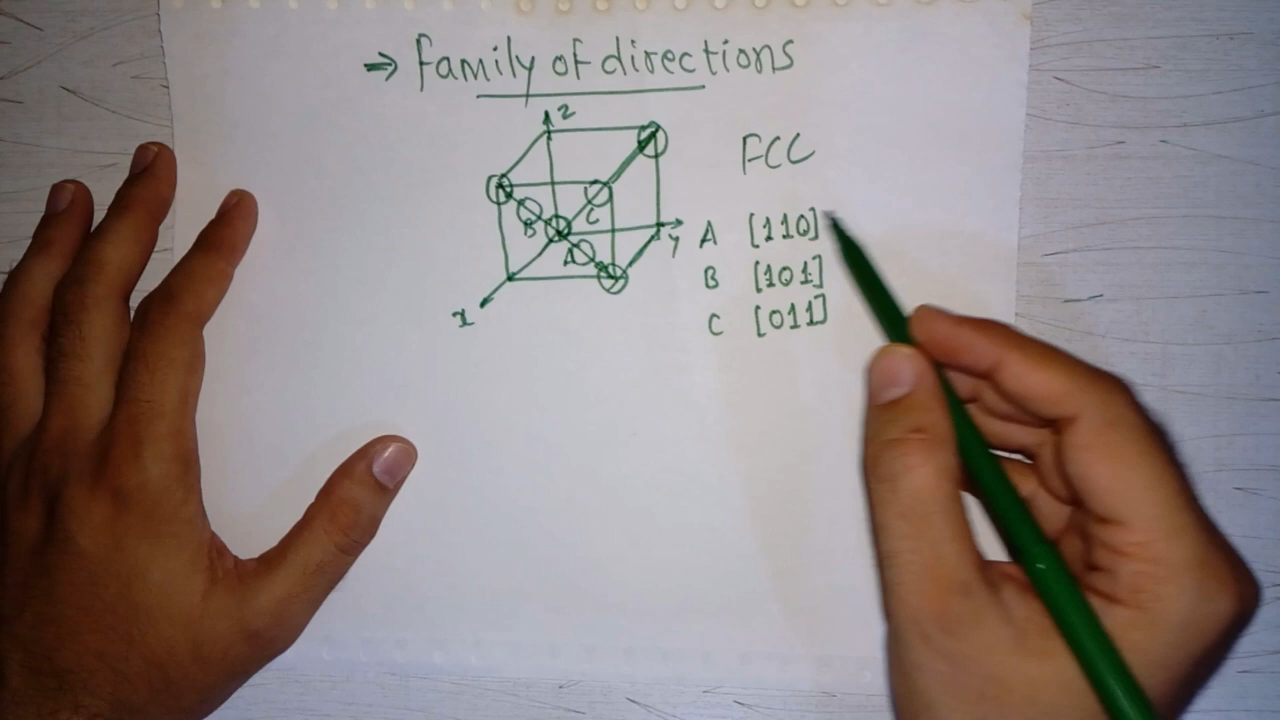 ⇒ family of directions
z
FCC
C
B
y
A [110]
A
B [101]
x
C [011]